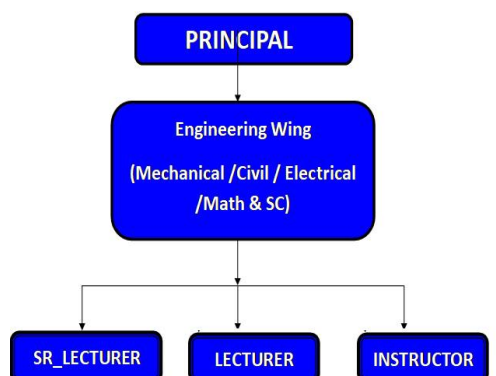 PRINCIPAL
Engineering Wing
(Mechanical /Civil / Electrical
/Math & SC)
SR_LECTURER
LECTURER
INSTRUCTOR